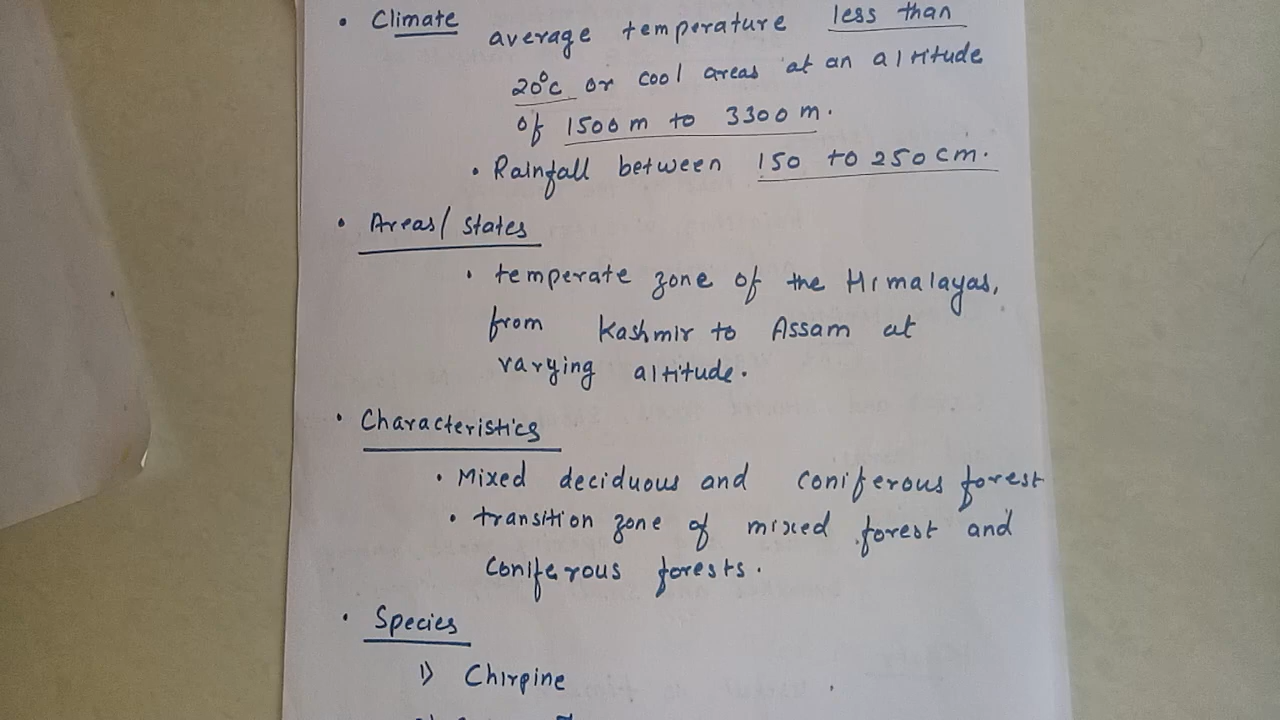 • Climate average temperature less than
20°c or cool areas at an altitude
of 1500 m to 3300 m.
• Rainfall between 150 to 250 cm.
• Areas/ States
• temperate zone of the Himalayas,
from Kashmir to Assam at
varying altitude.
• Characteristics
• Mixed deciduous and coniferous forest
• transition zone of mixed forest and
coniferous forests.
• Species
1) Chirpine